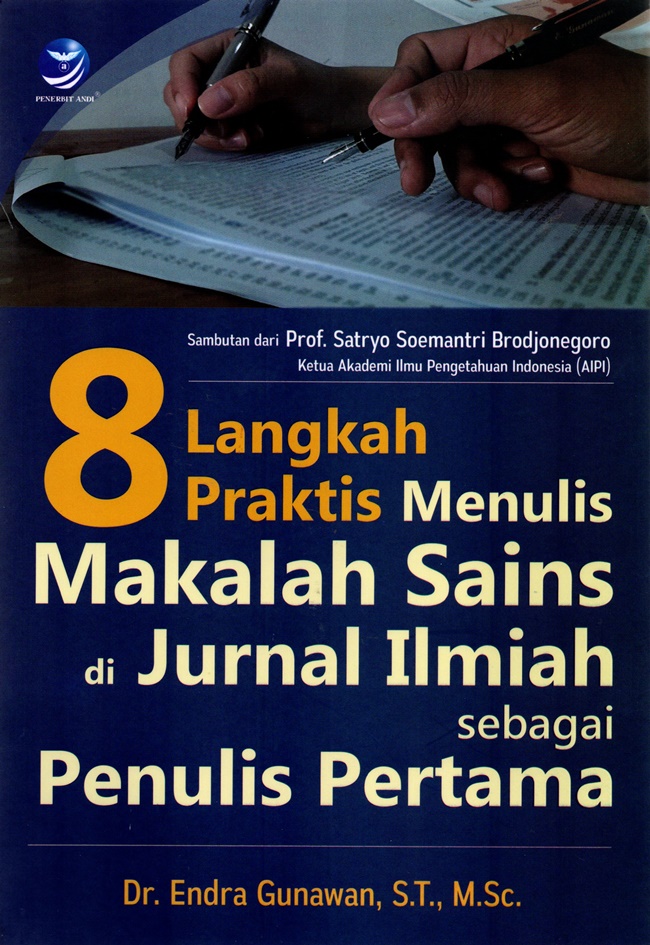 PENERBIT ANDI®
Sambutan dari Prof. Satryo Soemantri Brodjonegoro
Ketua Akademi Ilmu Pengetahuan Indonesia (AIPI)
8 Langkah
Praktis Menulis
Makalah Sains
di Jurnal Ilmiah
sebagai
Penulis Pertama
Dr. Endra Gunawan, S.T., M.Sc.